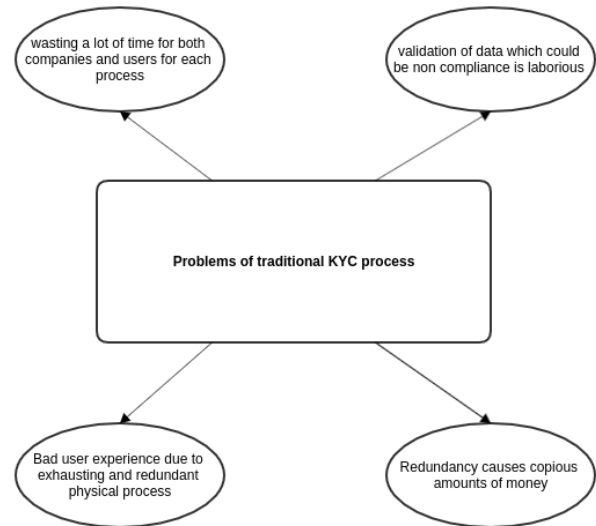 wasting a lot of time for both
companies and users for each
process
validation of data which could
be non compliance is laborious
Problems of traditional KYC process
Bad user experience due to
exhausting and redundant
physical process
Redundancy causes copious
amounts of money